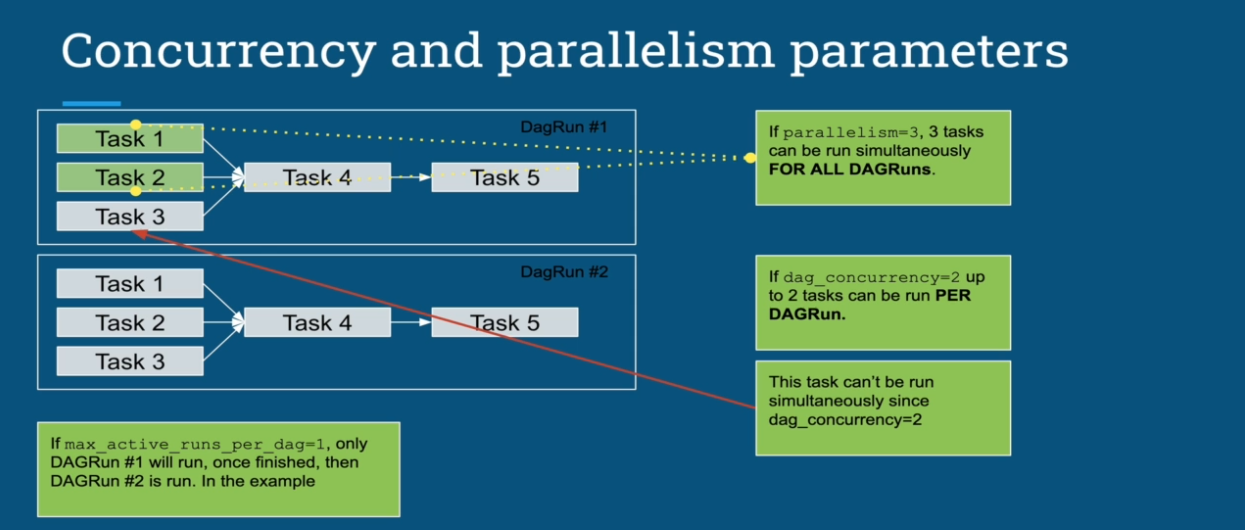 Concurrency and parallelism parameters
DagRun #1
Task 1
Task 2
Task 3
Task 4
Task 5
If parallelism=3, 3 tasks
can be run simultaneously
FOR ALL DAGRuns.
DagRun #2
Task 1
Task 2
Task 3
Task 4
Task 5
If dag_concurrency=2 up
to 2 tasks can be run PER
DAGRun.
This task can't be run
simultaneously since
dag_concurrency=2
If max_active_runs_per_dag=1, only
DAGRun #1 will run, once finished, then
DAGRun #2 is run. In the example